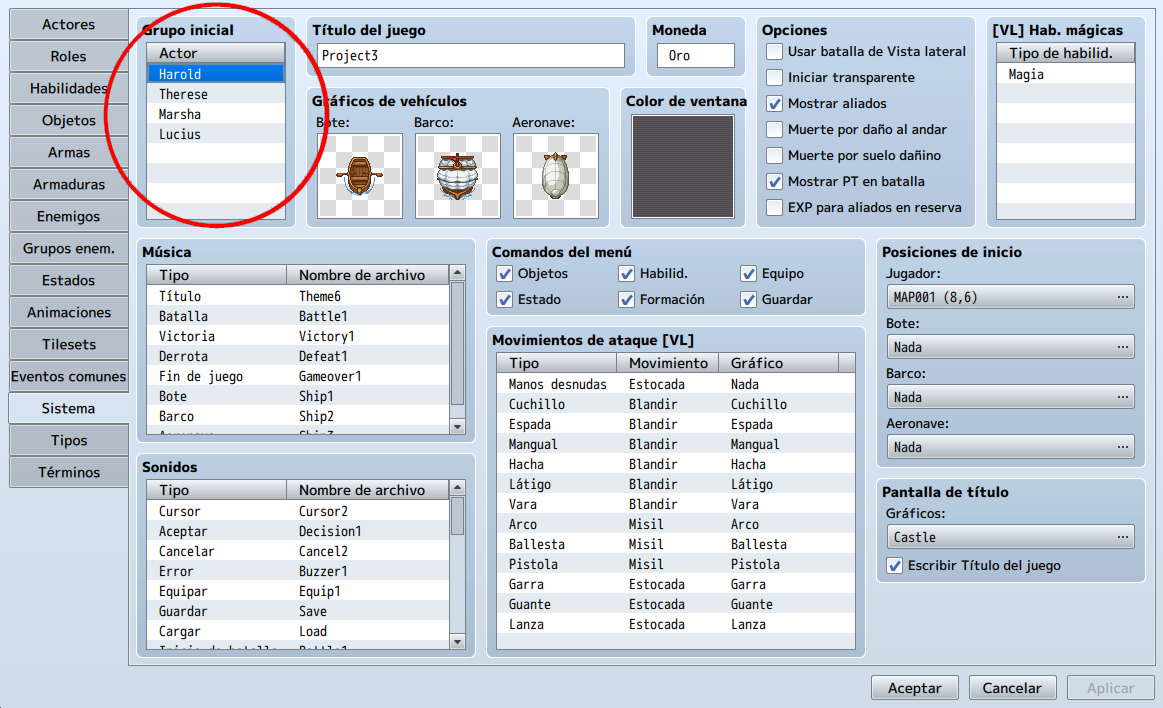 Actores
Roles
Habilidades
Objetos
Armas
Armaduras
Enemigos
Grupos enem.
Estados
Animaciones
Tilesets
Eventos comunes
Sistema
Tipos
Términos
Grupo inicial
Actor
Harold
Therese
Marsha
Lucius
Título del juego
Project3
Moneda
Oro
Gráficos de vehículos
Bote:
Barco:
Aeronave:
Color de ventana
Opciones
Usar batalla de Vista lateral
Iniciar transparente
Mostrar aliados
Muerte por daño al andar
Muerte por suelo dañino
Mostrar PT en batalla
EXP para aliados en reserva
[VL] Hab. mágicas
Tipo de habilid.
Magia
Música
Tipo Nombre de archivo
Título Theme6
Batalla Battle1
Victoria Victory1
Derrota Defeat1
Fin de juego Gameover1
Bote Ship1
Barco Ship2
Aeronave Ship3
Sonidos
Tipo Nombre de archivo
Cursor Cursor2
Aceptar Decision1
Cancelar Cancel2
Error Buzzer1
Equipar Equip1
Guardar Save
Cargar Load
Inicio de batalla Battle1
Comandos del menú
Objetos Habilid. Equipo
Estado Formación Guardar
Movimientos de ataque [VL]
Tipo Movimiento Gráfico
Manos desnudas Estocada Nada
Cuchillo Blandir Cuchillo
Espada Blandir Espada
Mangual Blandir Mangual
Hacha Blandir Hacha
Látigo Blandir Látigo
Vara Blandir Vara
Arco Misil Arco
Ballesta Misil Ballesta
Pistola Misil Pistola
Garra Estocada Garra
Guante Estocada Guante
Lanza Estocada Lanza
Posiciones de inicio
Jugador:
MAP001 (8,6) ...
Bote:
Nada ...
Barco:
Nada ...
Aeronave:
Nada ...
Pantalla de título
Gráficos:
Castle ...
Escribir Título del juego
Aceptar Cancelar Aplicar